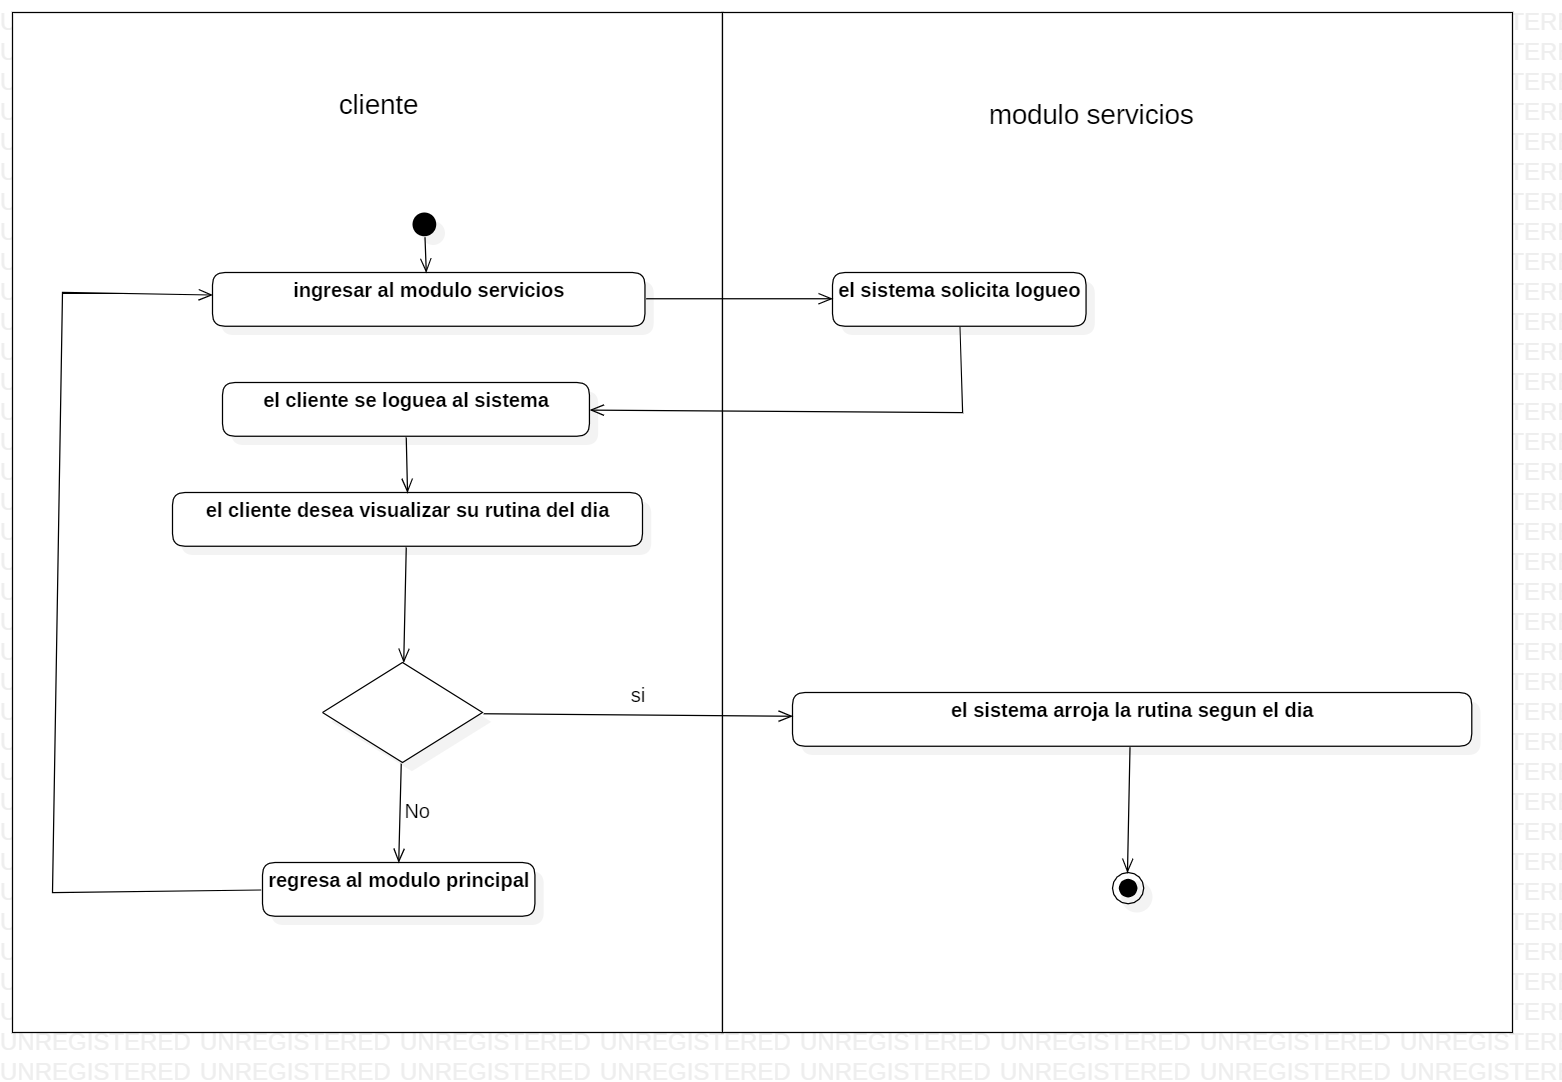 cliente
modulo servicios
ingresar al modulo servicios
el sistema solicita logueo
el cliente se loguea al sistema
el cliente desea visualizar su rutina del dia
si
el sistema arroja la rutina segun el dia
No
regresa al modulo principal
UNREGISTERED UNREGISTERED UNREGISTERED UNREGISTERED UNREGISTERED UNREGISTERED UNREGISTERED UNREGISTERED
UNREGISTERED UNREGISTERED UNREGISTERED UNREGISTERED UNREGISTERED UNREGISTERED UNREGISTERED UNREGISTERED